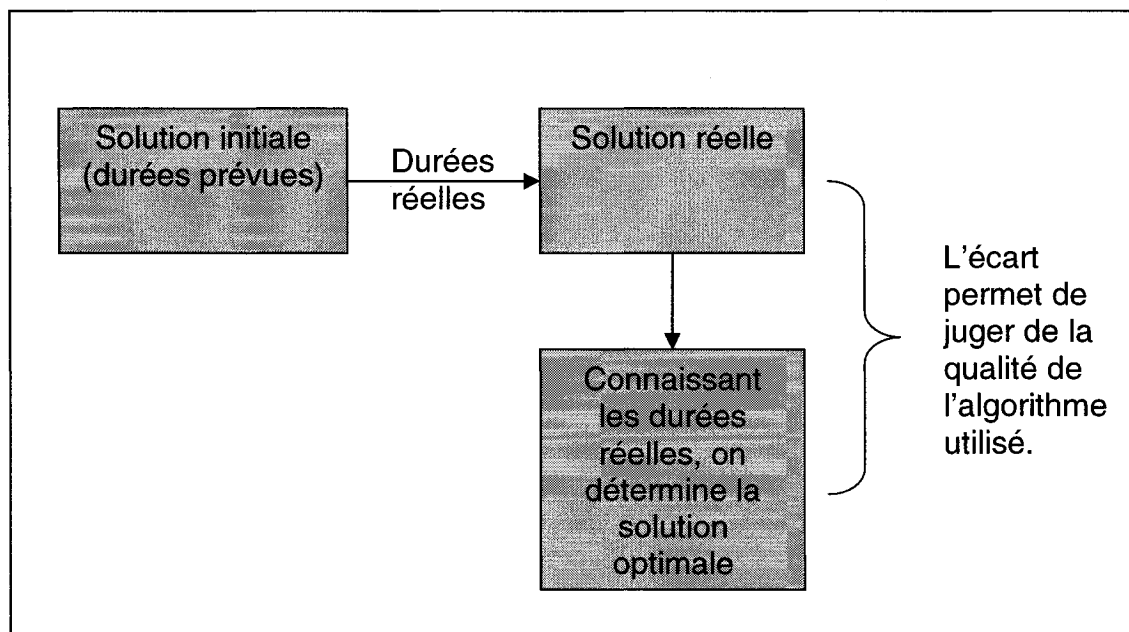 Solution initiale
(durées prévues)
Durées
réelles
Solution réelle
Connaissant
les durées
réelles, on
détermine la
solution
optimale
L'écart
permet de
juger de la
qualité de
l'algorithme
utilisé.